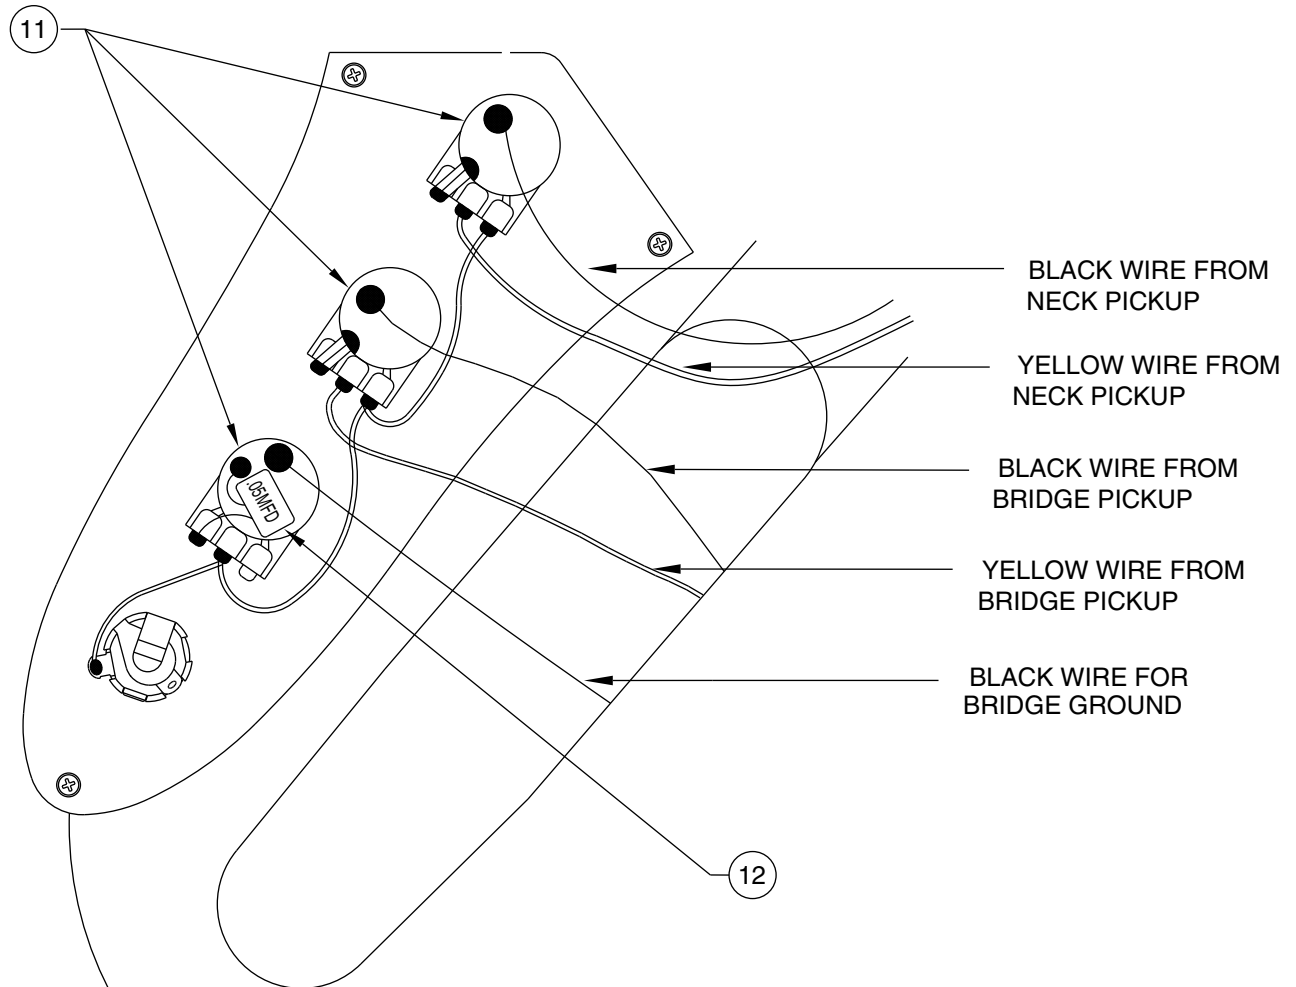 11
BLACK WIRE FROM
NECK PICKUP
YELLOW WIRE FROM
NECK PICKUP
BLACK WIRE FROM
BRIDGE PICKUP
.05MFD
YELLOW WIRE FROM
BRIDGE PICKUP
BLACK WIRE FOR
BRIDGE GROUND
12